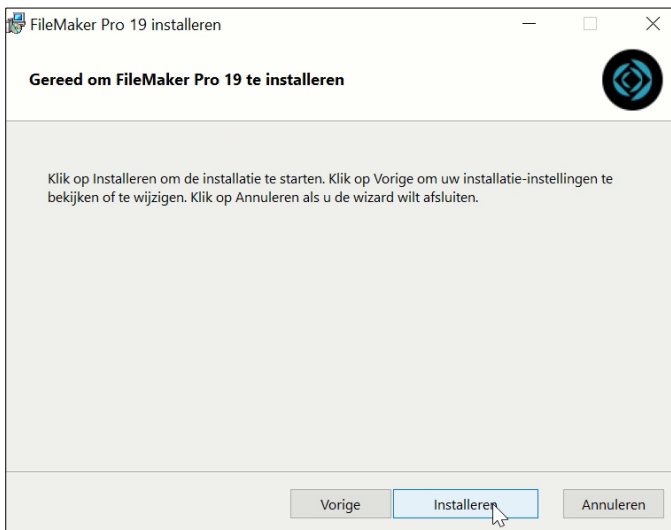 FileMaker Pro 19 installeren
Gereed om FileMaker Pro 19 te installeren
Klik op Installeren om de installatie te starten. Klik op Vorige om uw installatie-instellingen te
bekijken of te wijzigen. Klik op Annuleren als u de wizard wilt afsluiten.
Vorige
Installeren
Annuleren